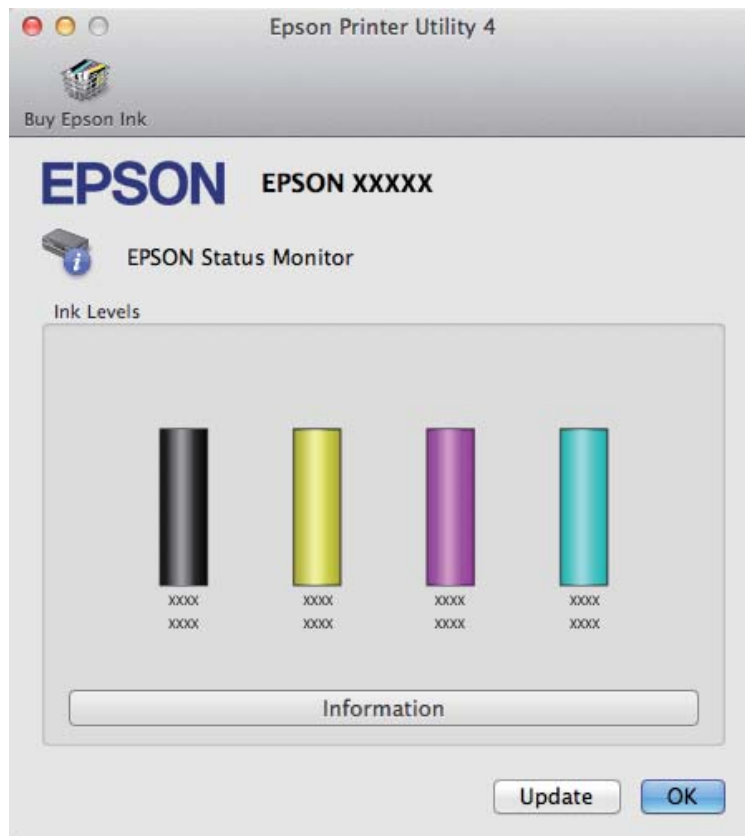 Epson Printer Utility 4
Buy Epson Ink
EPSON EPSON XXXXX
EPSON Status Monitor
Ink Levels
xxxx xxxx xxxx xxxx
xxxx xxxx xxxx xxxx
Information
Update OK